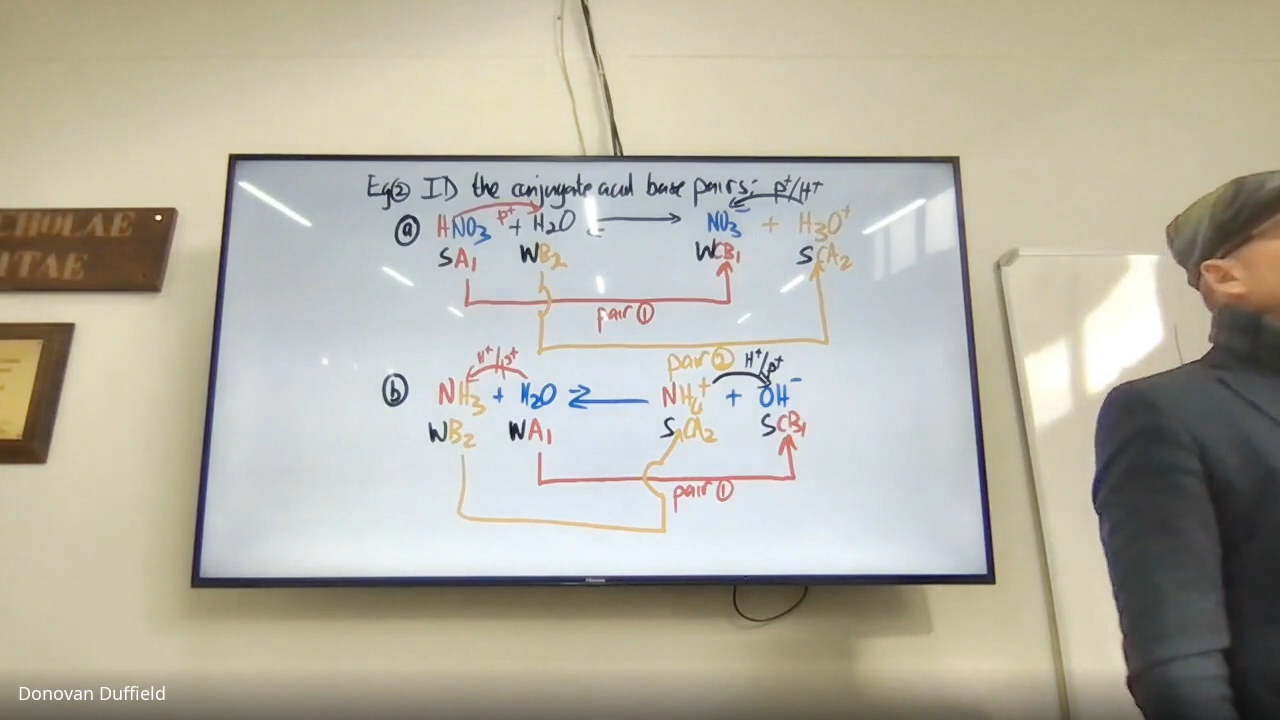 Eg② ID the conjugate acid base pairs: p⁺/H⁺
ⓐ HNO₃ p⁺ + H₂O → NO₃⁻ + H₃O⁺
SA₁ WB₂ WCB₁ SCA₂
pair ①
pair ②
H⁺/p⁺ H⁺/p⁺
ⓑ NH₃ + H₂O ⇌ NH₄⁺ + OH⁻
WB₂ WA₁ SCA₂ SCB₁
pair ①
CHOLAE
ITAE
Hisense
Donovan Duffield